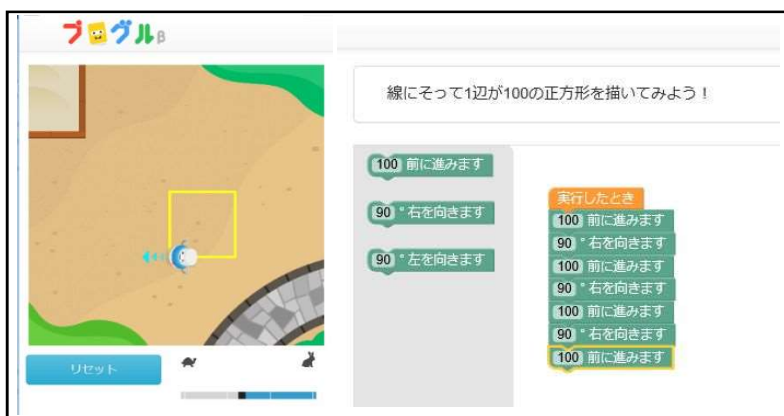 プログルβ
線にそって1辺が100の正方形を描いてみよう！
100 前に進みます
90 °右を向きます
90 °左を向きます
実行したとき
100 前に進みます
90 °右を向きます
100 前に進みます
90 °右を向きます
100 前に進みます
90 °右を向きます
100 前に進みます
リセット